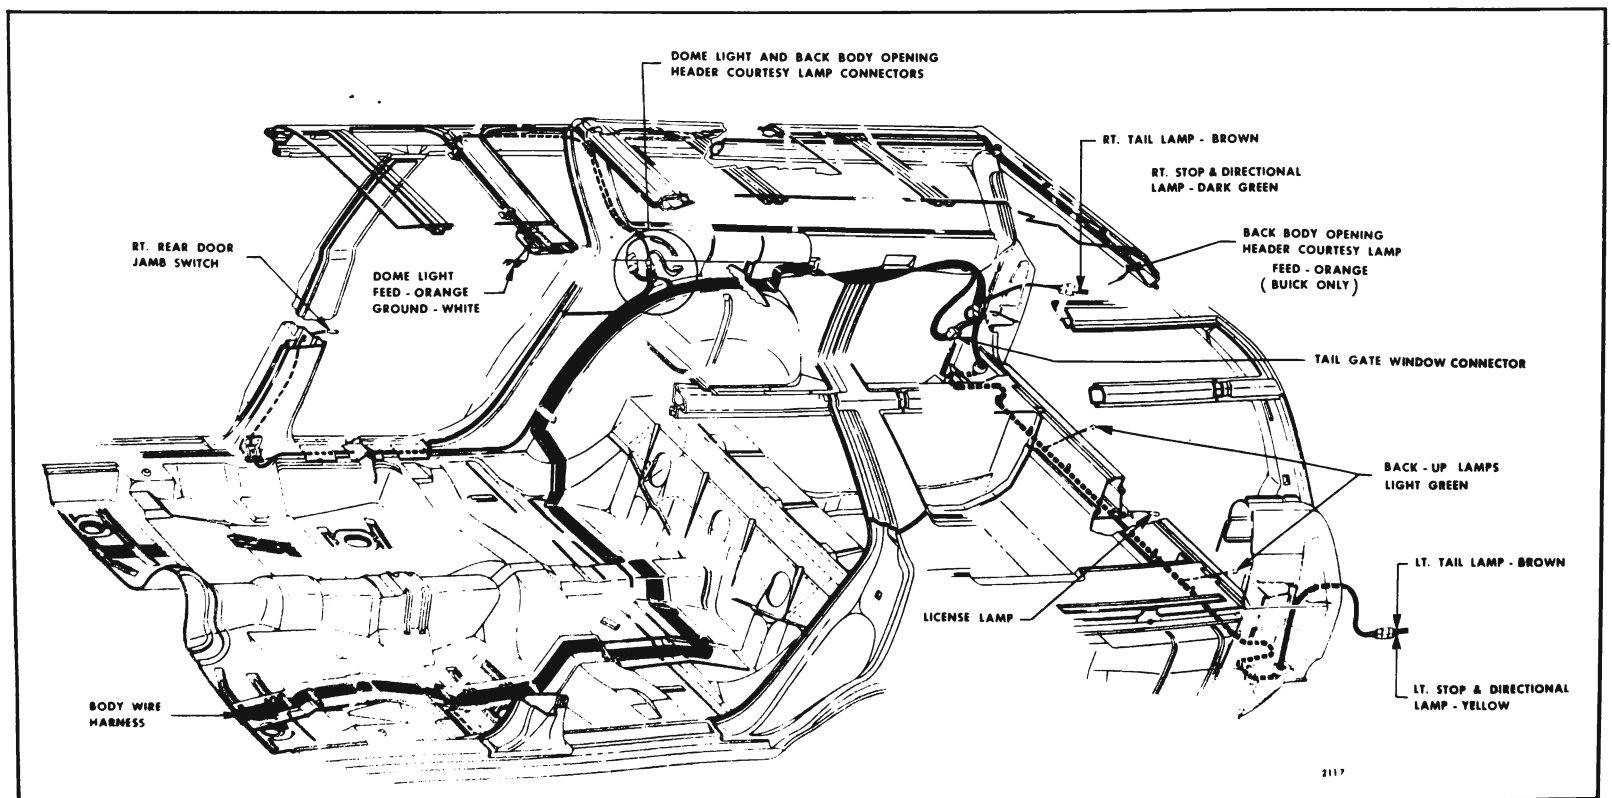 DOME LIGHT AND BACK BODY OPENING
HEADER COURTESY LAMP CONNECTORS
RT. TAIL LAMP - BROWN
RT. STOP & DIRECTIONAL
LAMP - DARK GREEN
BACK BODY OPENING
HEADER COURTESY LAMP
FEED - ORANGE
( BUICK ONLY )
RT. REAR DOOR
JAMB SWITCH
DOME LIGHT
FEED - ORANGE
GROUND - WHITE
TAIL GATE WINDOW CONNECTOR
BACK - UP LAMPS
LIGHT GREEN
LT. TAIL LAMP - BROWN
LICENSE LAMP
LT. STOP & DIRECTIONAL
LAMP - YELLOW
BODY WIRE
HARNESS
2117